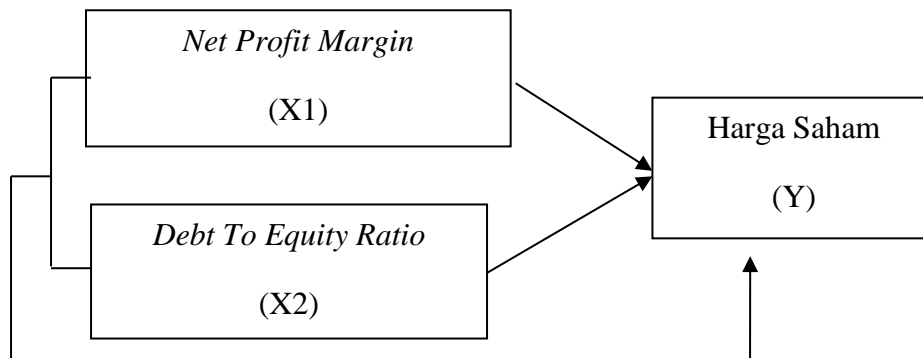 Net Profit Margin
(X1)
Harga Saham
(Y)
Debt To Equity Ratio
(X2)